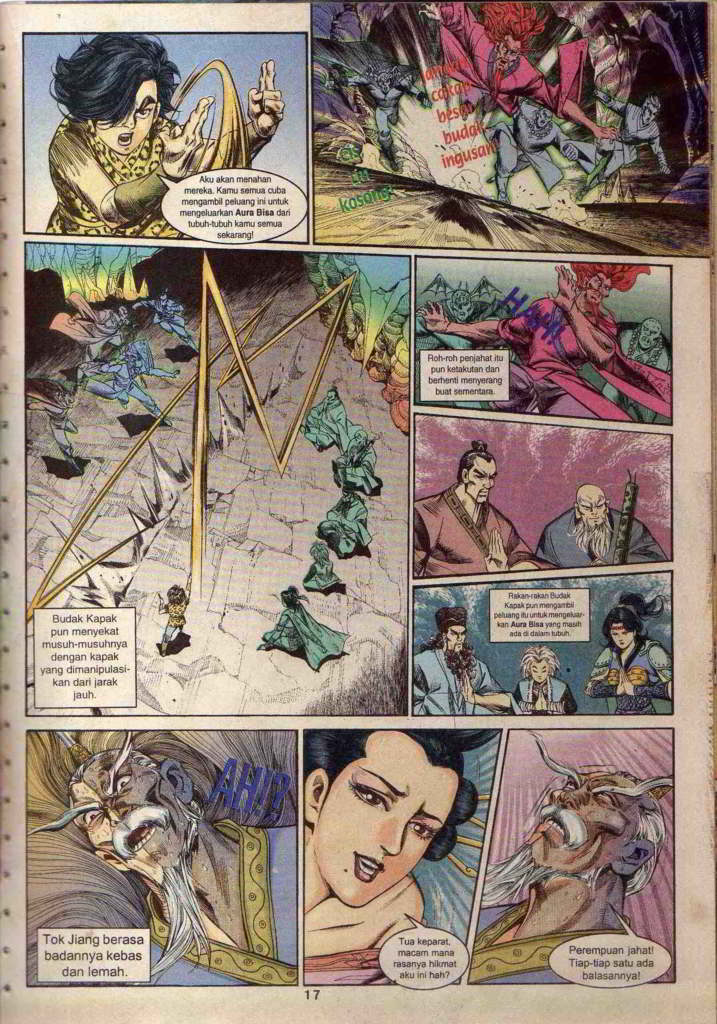 Aku akan menahan
mereka. Kamu semua cuba
mengambil peluang ini untuk
mengeluarkan Aura Bisa dari
tubuh-tubuh kamu semua
sekarang!
cakap
besar
budak
ingusan
kosong!
Budak Kapak
pun menyekat
musuh-musuhnya
dengan kapak
yang dimanipulasi-
kan dari jarak
jauh.
HAH!
Roh-roh penjahat itu
pun ketakutan dan
berhenti menyerang
buat sementara.
Rakan-rakan Budak
Kapak pun mengambil
peluang itu untuk mengeluar-
kan Aura Bisa yang masih
ada di dalam tubuh.
AH!?
Tok Jiang berasa
badannya kebas
dan lemah.
Tua keparat,
macam mana
rasanya hikmat
aku ini hah?
Perempuan jahat!
Tiap-tiap satu ada
balasannya!
17